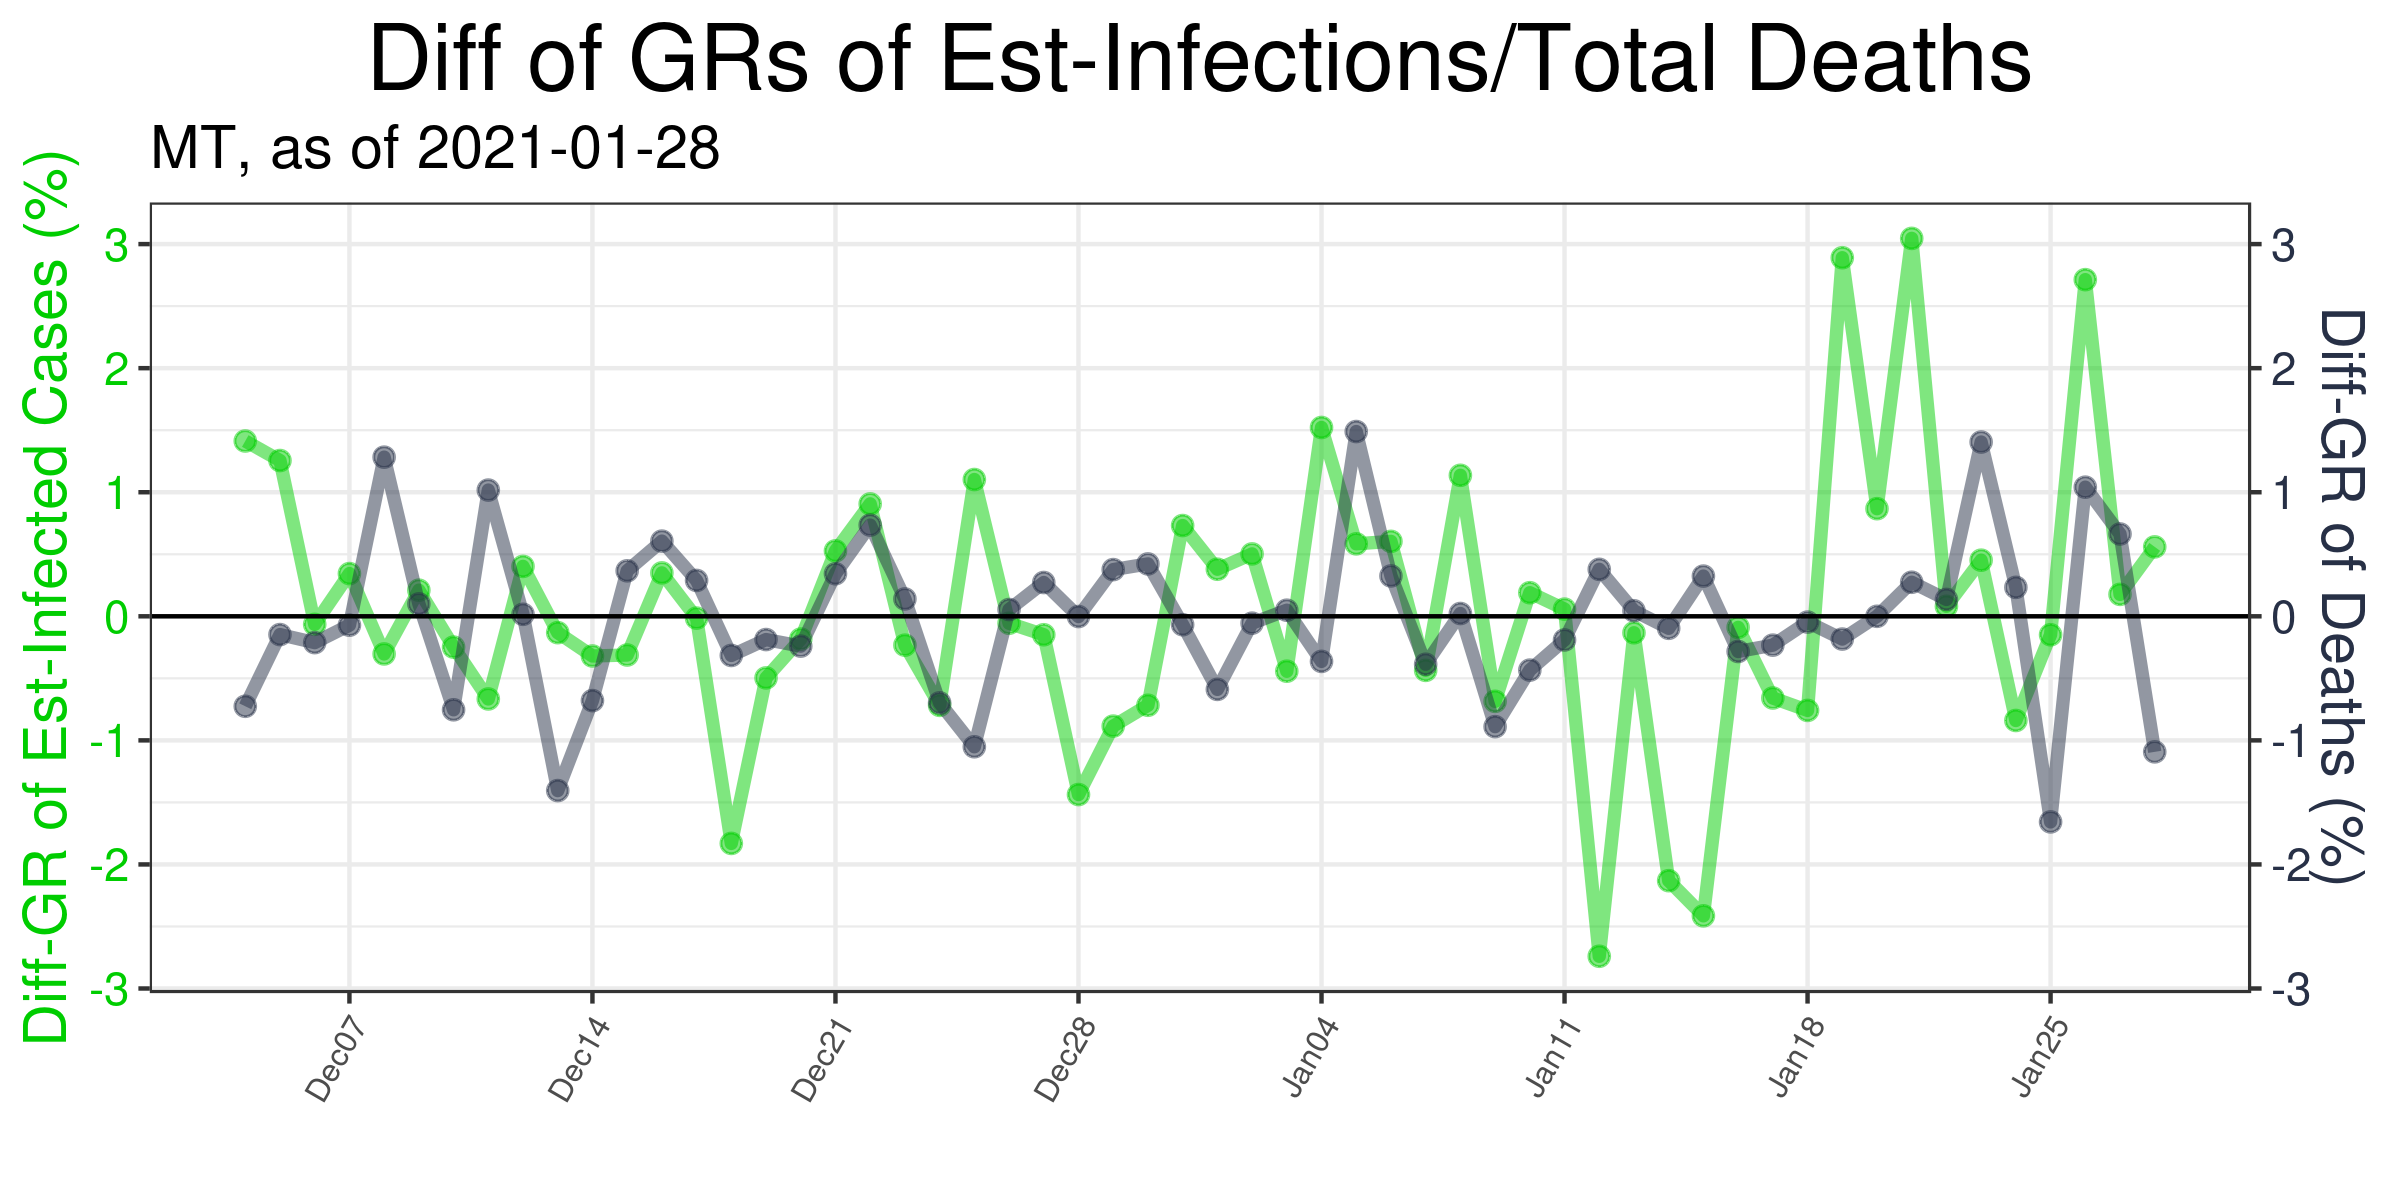 Diff of GRs of Est-Infections/Total Deaths
MT, as of 2021-01-28
Diff-GR of Est-Infected Cases (%)
3
2
1
0
-1
-2
-3
3
2
1
0
-1
-2
-3
Diff-GR of Deaths (%)
Dec07
Dec14
Dec21
Dec28
Jan04
Jan11
Jan18
Jan25